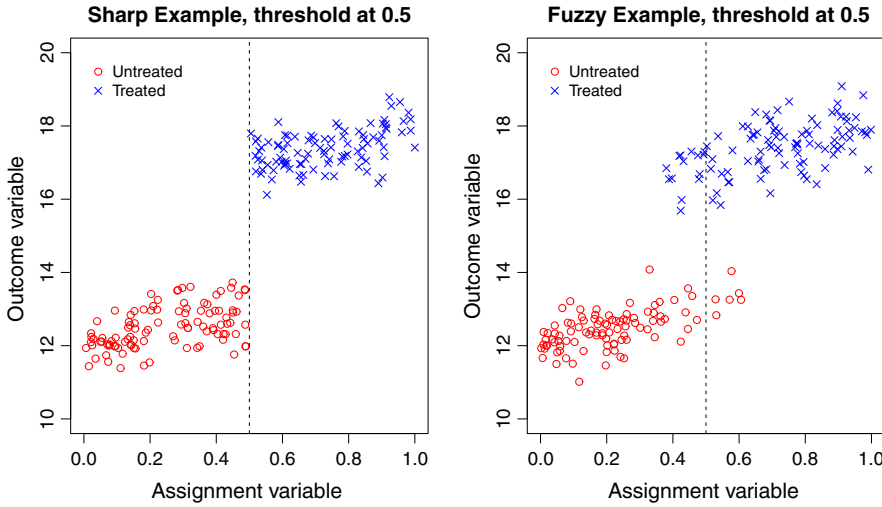 Sharp Example, threshold at 0.5
Untreated
Treated
Outcome variable
20
18
16
14
12
10
0.0 0.2 0.4 0.6 0.8 1.0
Assignment variable
Fuzzy Example, threshold at 0.5
Untreated
Treated
Outcome variable
20
18
16
14
12
10
0.0 0.2 0.4 0.6 0.8 1.0
Assignment variable